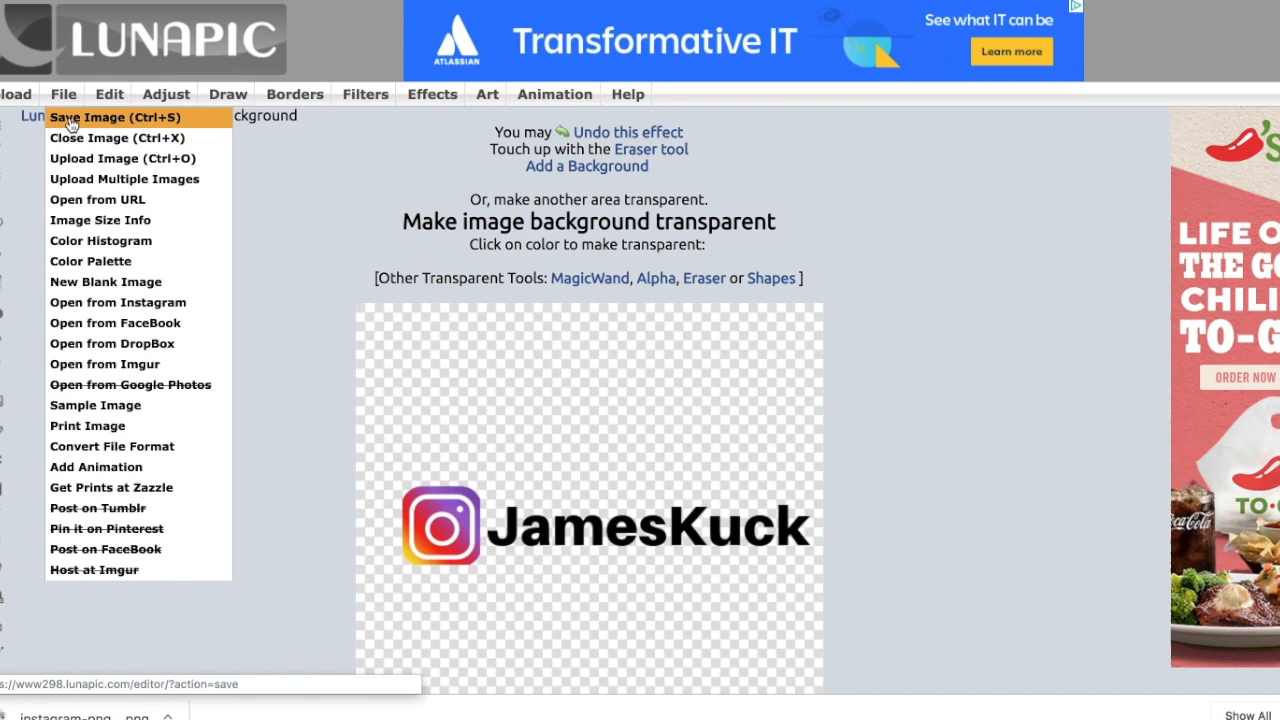 LUNAPIC
ATLASSIAN
Transformative IT
See what IT can be
Learn more
load File Edit Adjust Draw Borders Filters Effects Art Animation Help
Lun ckground
Save Image (Ctrl+S)
Close Image (Ctrl+X)
Upload Image (Ctrl+O)
Upload Multiple Images
Open from URL
Image Size Info
Color Histogram
Color Palette
New Blank Image
Open from Instagram
Open from FaceBook
Open from DropBox
Open from Imgur
Open from Google Photos
Sample Image
Print Image
Convert File Format
Add Animation
Get Prints at Zazzle
Post on Tumblr
Pin it on Pinterest
Post on FaceBook
Host at Imgur
You may Undo this effect
Touch up with the Eraser tool
Add a Background
Or, make another area transparent.
Make image background transparent
Click on color to make transparent:
[Other Transparent Tools: MagicWand, Alpha, Eraser or Shapes ]
JamesKuck
'S
LIFE O
THE GO
CHILI
TO-G
ORDER NOW
TO-G
Coca-Cola
s://www298.lunapic.com/editor/?action=save
instagram-png....png
Show All